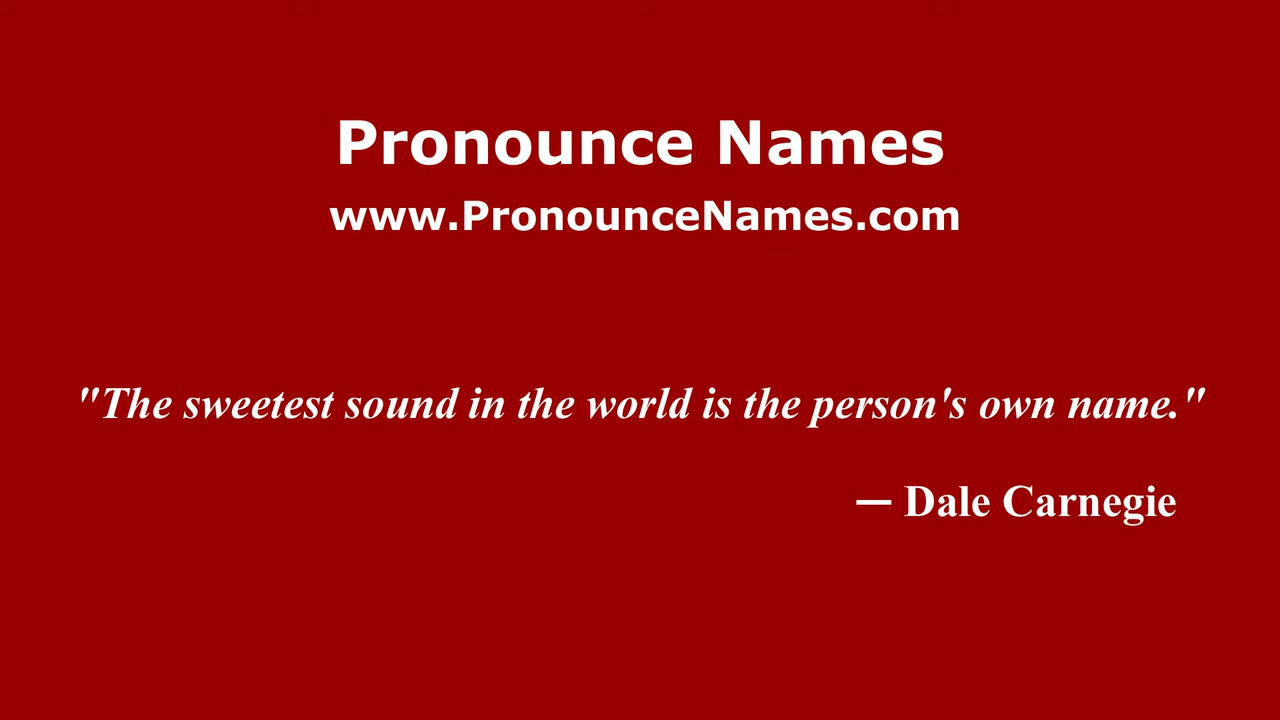 Pronounce Names
www.PronounceNames.com
"The sweetest sound in the world is the person's own name."
— Dale Carnegie